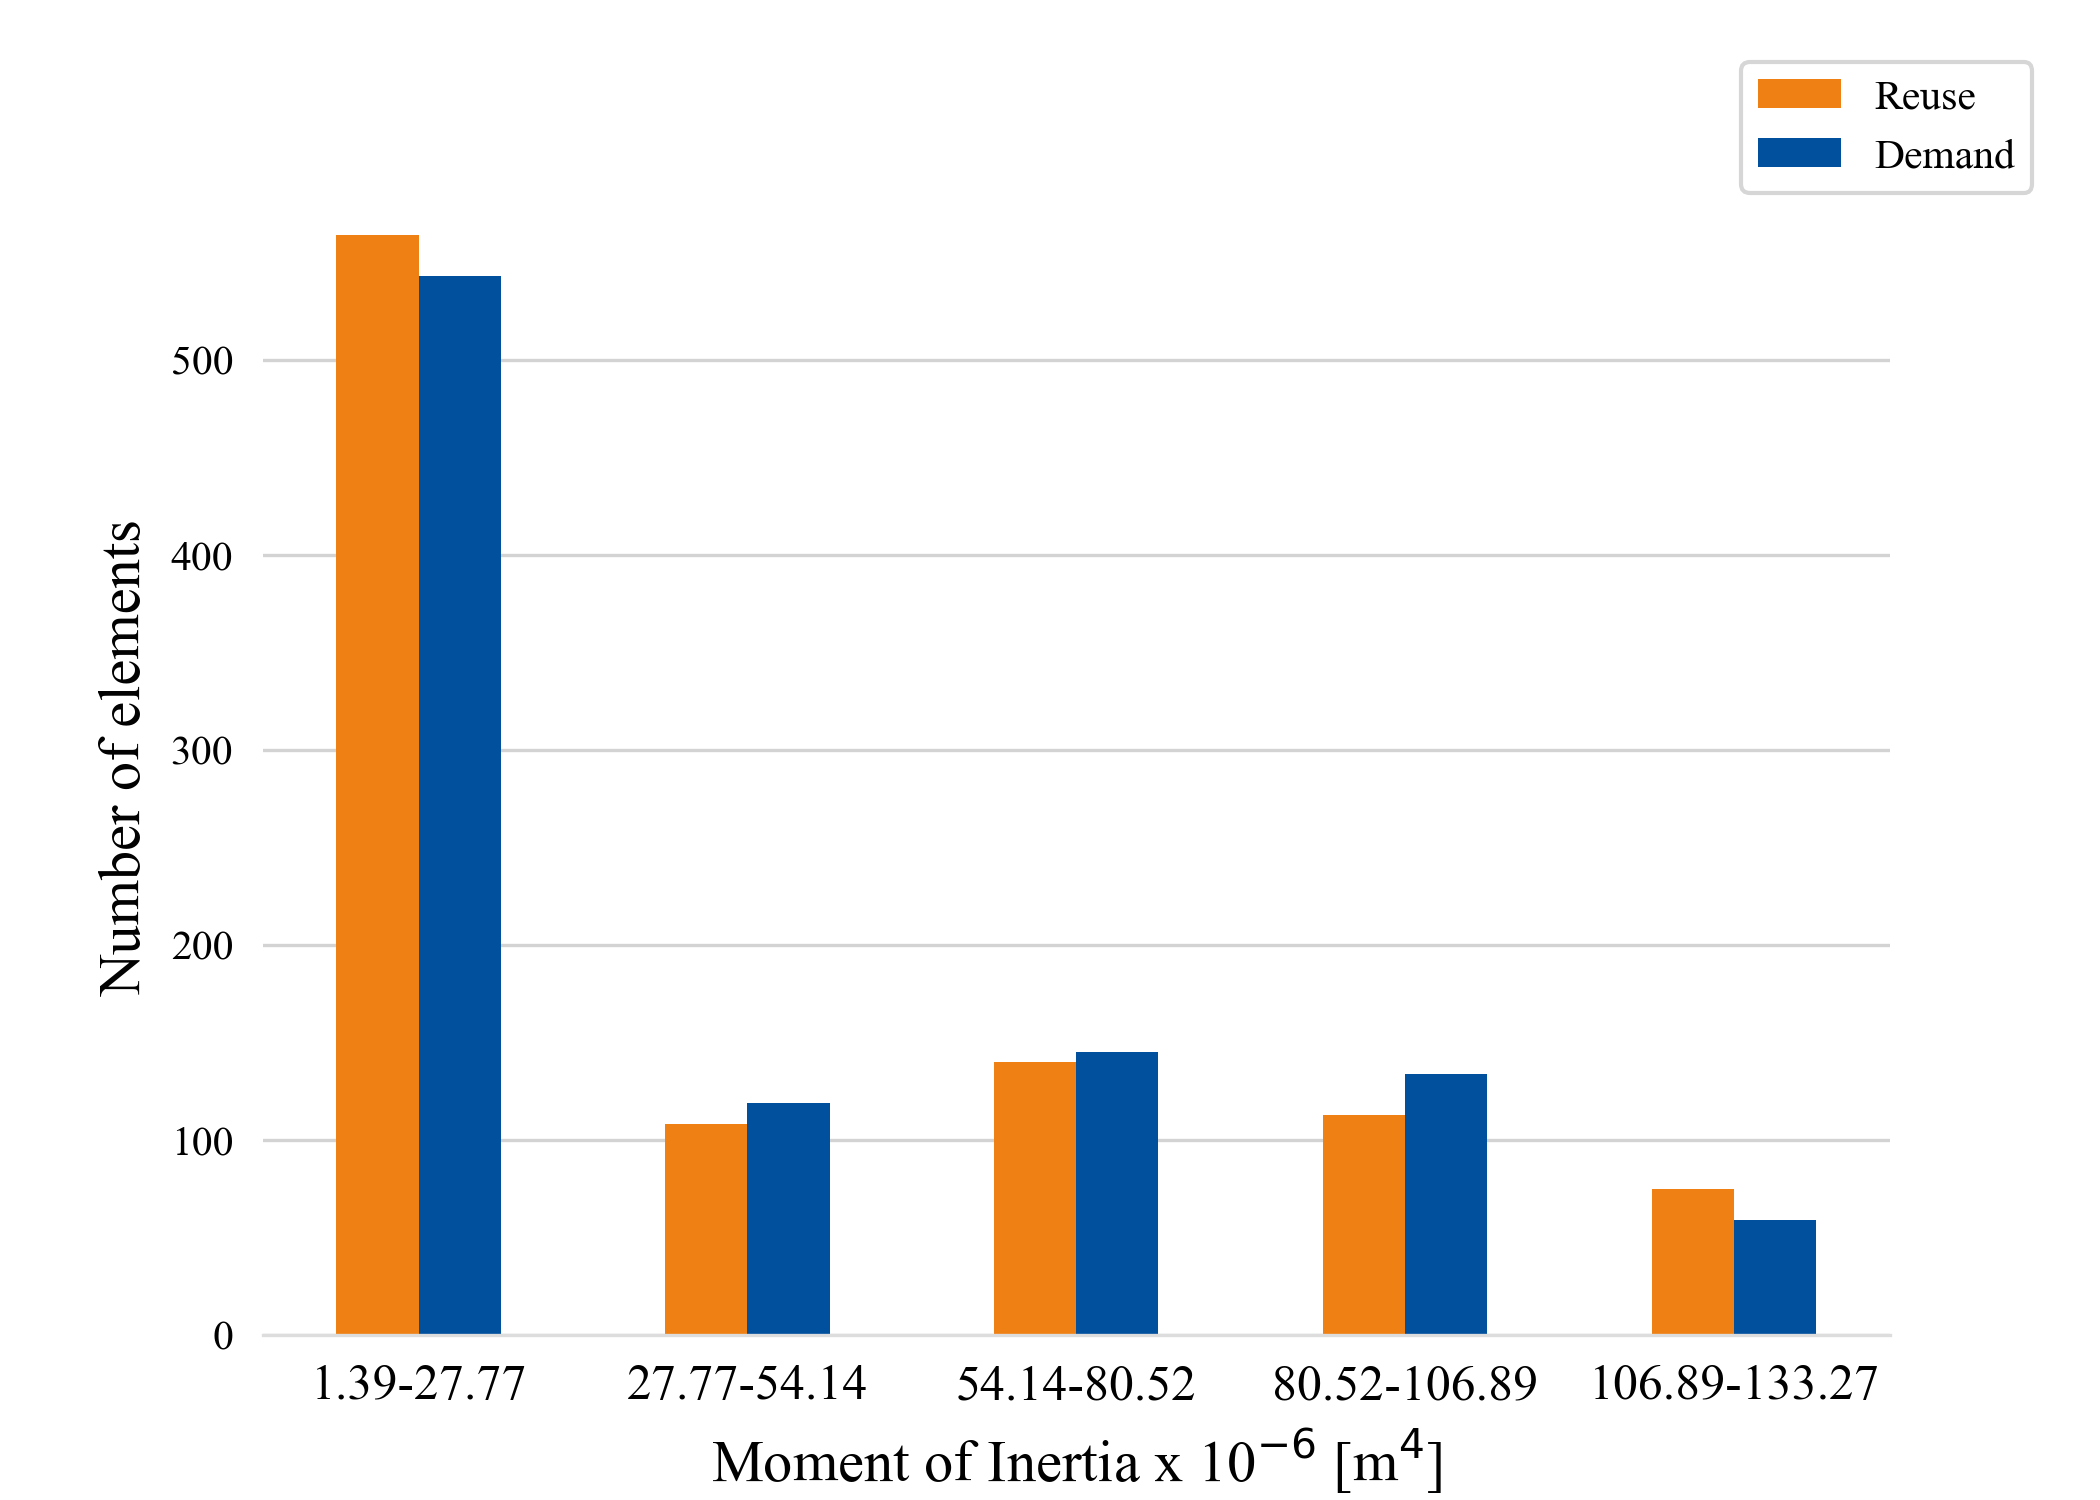 Reuse
Demand
Number of elements
500
400
300
200
100
0
1.39-27.77 27.77-54.14 54.14-80.52 80.52-106.89 106.89-133.27
Moment of Inertia x 10⁻⁶ [m⁴]